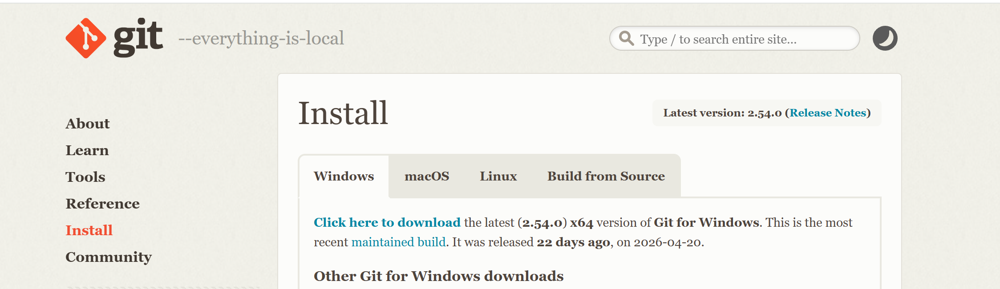 git --everything-is-local
Type / to search entire site...
About
Learn
Tools
Reference
Install
Community
Install
Latest version: 2.54.0 (Release Notes)
Windows macOS Linux Build from Source
Click here to download the latest (2.54.0) x64 version of Git for Windows. This is the most
recent maintained build. It was released 22 days ago, on 2026-04-20.
Other Git for Windows downloads